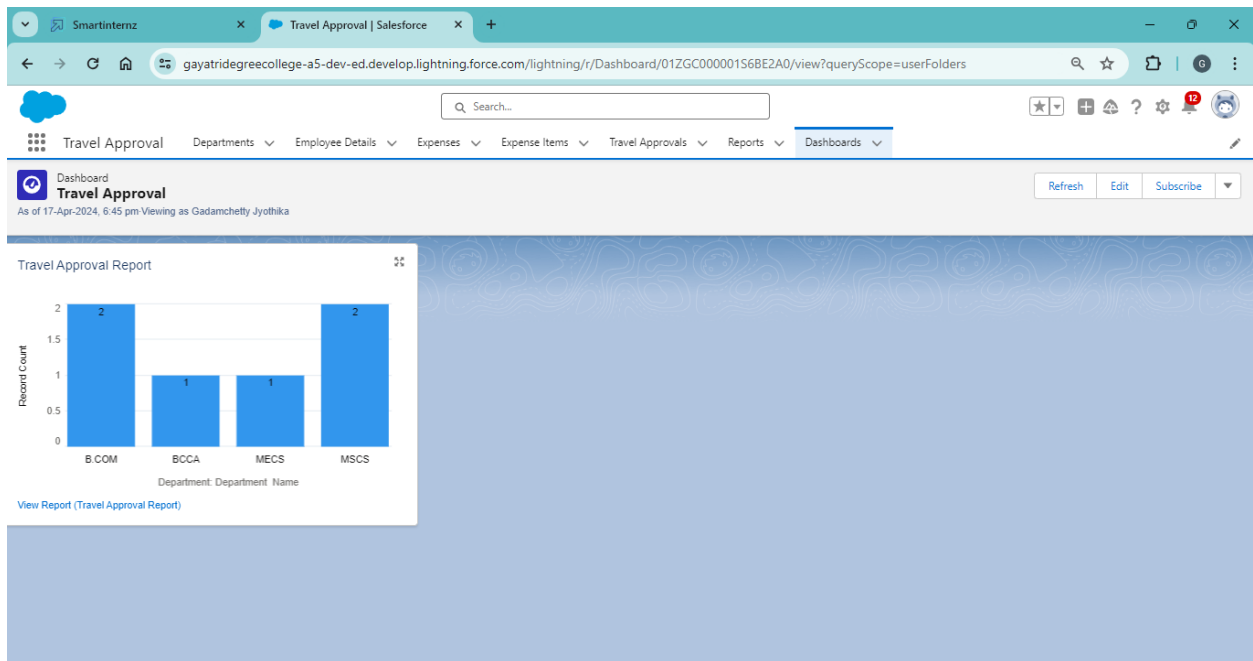 Smartinternz
Travel Approval | Salesforce
gayatridegreecollege-a5-dev-ed.develop.lightning.force.com/lightning/r/Dashboard/01ZGC000001S6BE2A0/view?queryScope=userFolders
G
Search...
12
Travel Approval Departments Employee Details Expenses Expense Items Travel Approvals Reports Dashboards
Dashboard
Travel Approval
As of 17-Apr-2024, 6:45 pm·Viewing as Gadamchetty Jyothika
Refresh Edit Subscribe
Travel Approval Report
Record Count
2
1.5
1
0.5
0
2
1
1
2
B.COM BCCA MECS MSCS
Department: Department Name
View Report (Travel Approval Report)